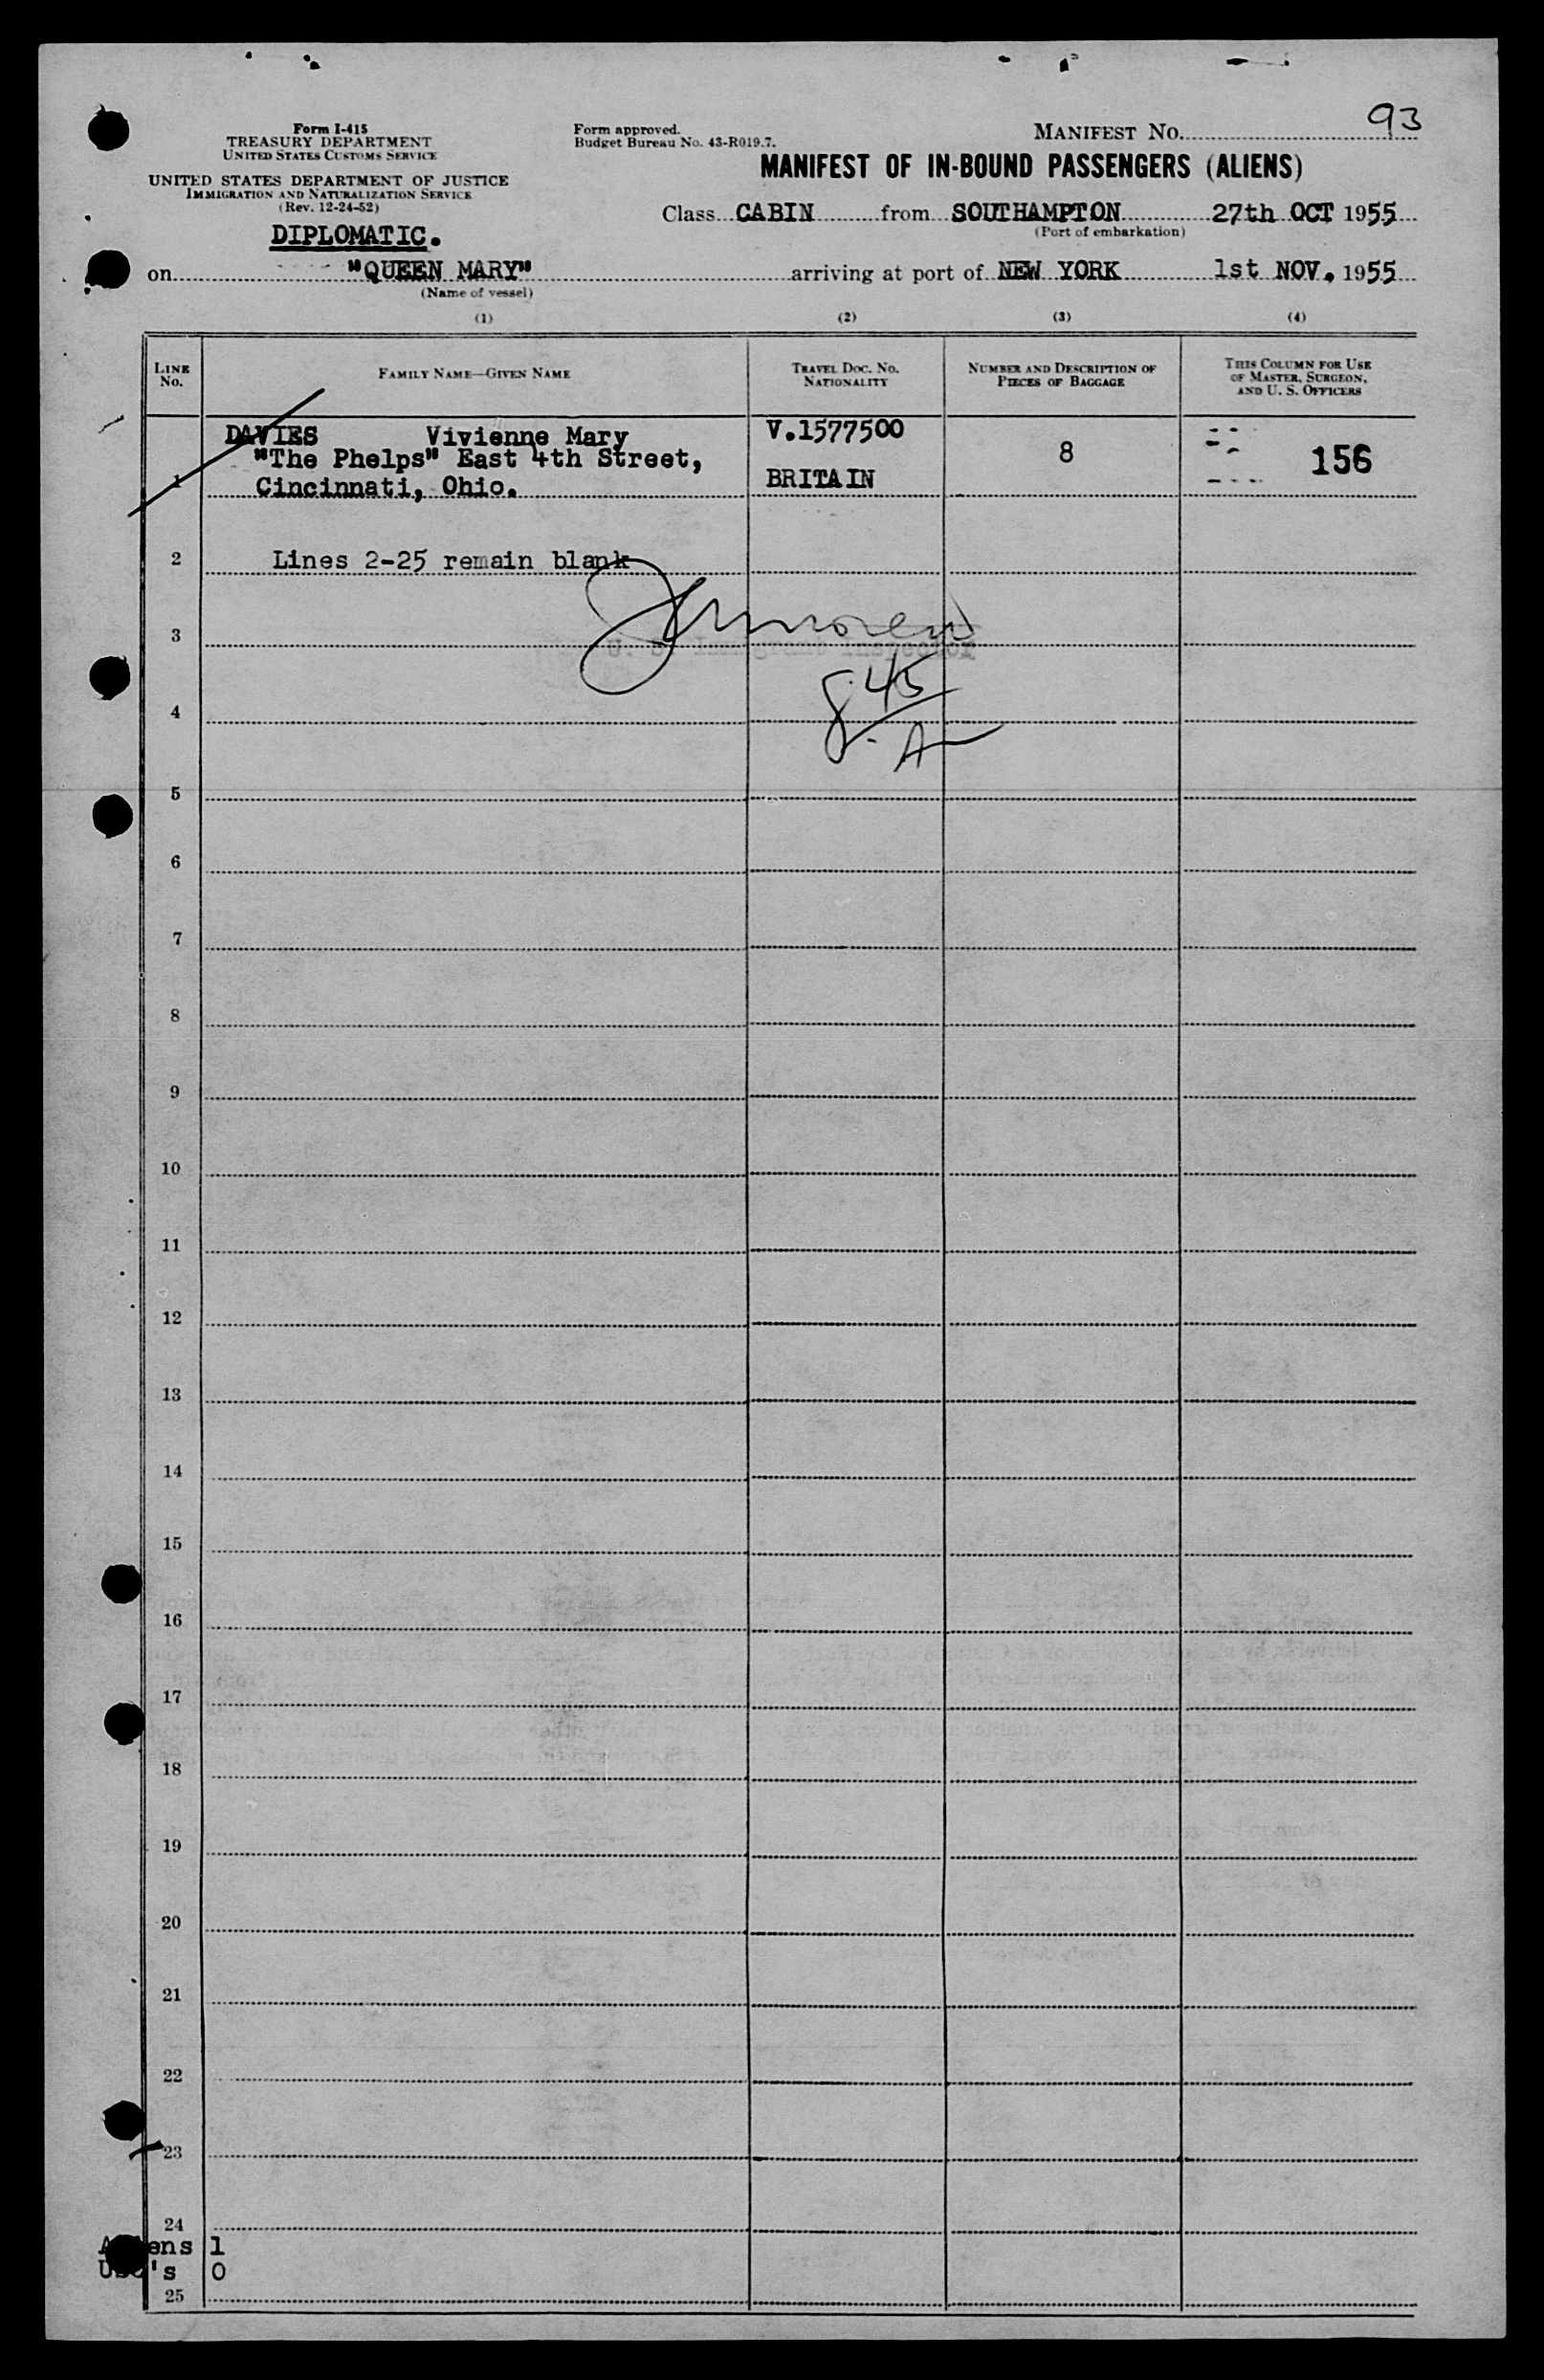 93
Form I-415
TREASURY DEPARTMENT
UNITED STATES CUSTOMS SERVICE
UNITED STATES DEPARTMENT OF JUSTICE
IMMIGRATION AND NATURALIZATION SERVICE
(Rev. 12-24-52)
Form approved.
Budget Bureau No. 43-R019.7.
MANIFEST NO.
MANIFEST OF IN-BOUND PASSENGERS (ALIENS)
Class CABIN from SOUTHAMPTON 27th OCT 1955
(Port of embarkation)
DIPLOMATIC.
on "QUEEN MARY" arriving at port of NEW YORK 1st NOV. 1955
(Name of vessel)
(1) (2) (3) (4)
LINE No. FAMILY NAME—GIVEN NAME TRAVEL DOC. NO. NATIONALITY NUMBER AND DESCRIPTION OF PIECES OF BAGGAGE THIS COLUMN FOR USE OF MASTER, SURGEON, AND U. S. OFFICERS
1 DAVIES Vivienne Mary V.1577500 8 156
"The Phelps" East 4th Street,
Cincinnati, Ohio. BRITAIN
2 Lines 2-25 remain blank
3
845
4
5
6
7
8
9
10
11
12
13
14
15
16
17
18
19
20
21
22
23
24
ens 1
's 0
25